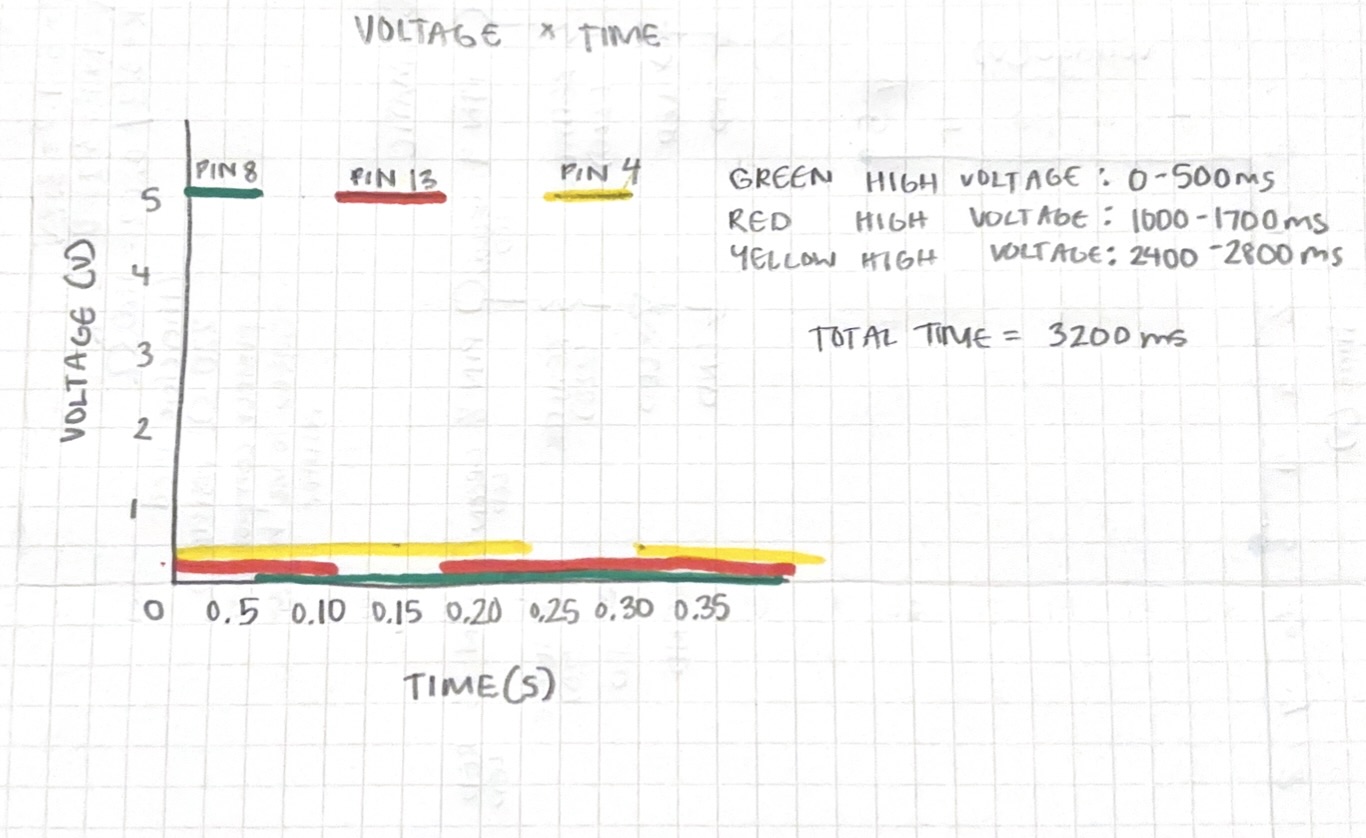 VOLTAGE × TIME
PIN 8
PIN 13
PIN 4
GREEN HIGH VOLTAGE: 0-500ms
RED HIGH VOLTAGE: 1000-1700ms
YELLOW HIGH VOLTAGE: 2400-2800ms
TOTAL TIME = 3200ms
VOLTAGE (V)
5
4
3
2
1
0 0.5 0.10 0.15 0.20 0.25 0.30 0.35
TIME(S)